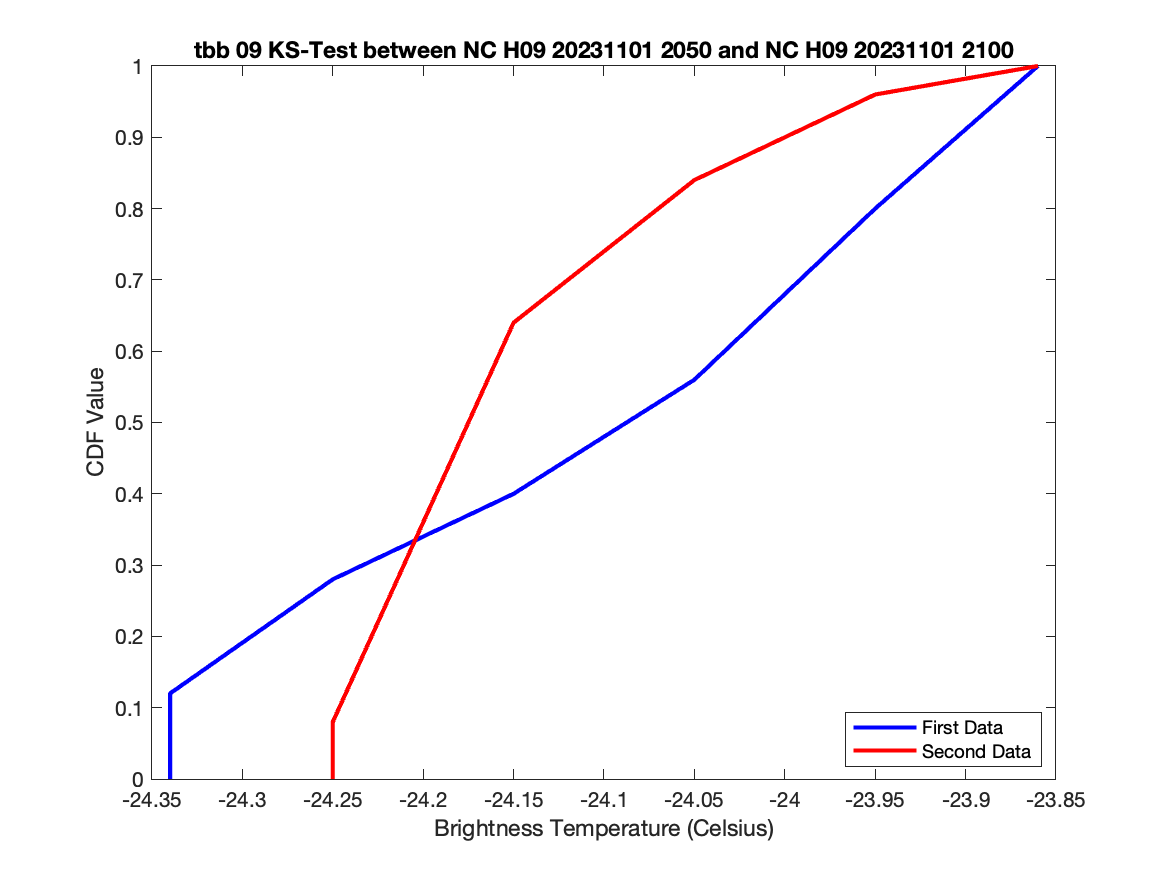 tbb 09 KS-Test between NC H09 20231101 2050 and NC H09 20231101 2100
1
0.9
0.8
0.7
0.6
0.5
0.4
0.3
0.2
0.1
0
CDF Value
-24.35 -24.3 -24.25 -24.2 -24.15 -24.1 -24.05 -24 -23.95 -23.9 -23.85
Brightness Temperature (Celsius)
First Data
Second Data